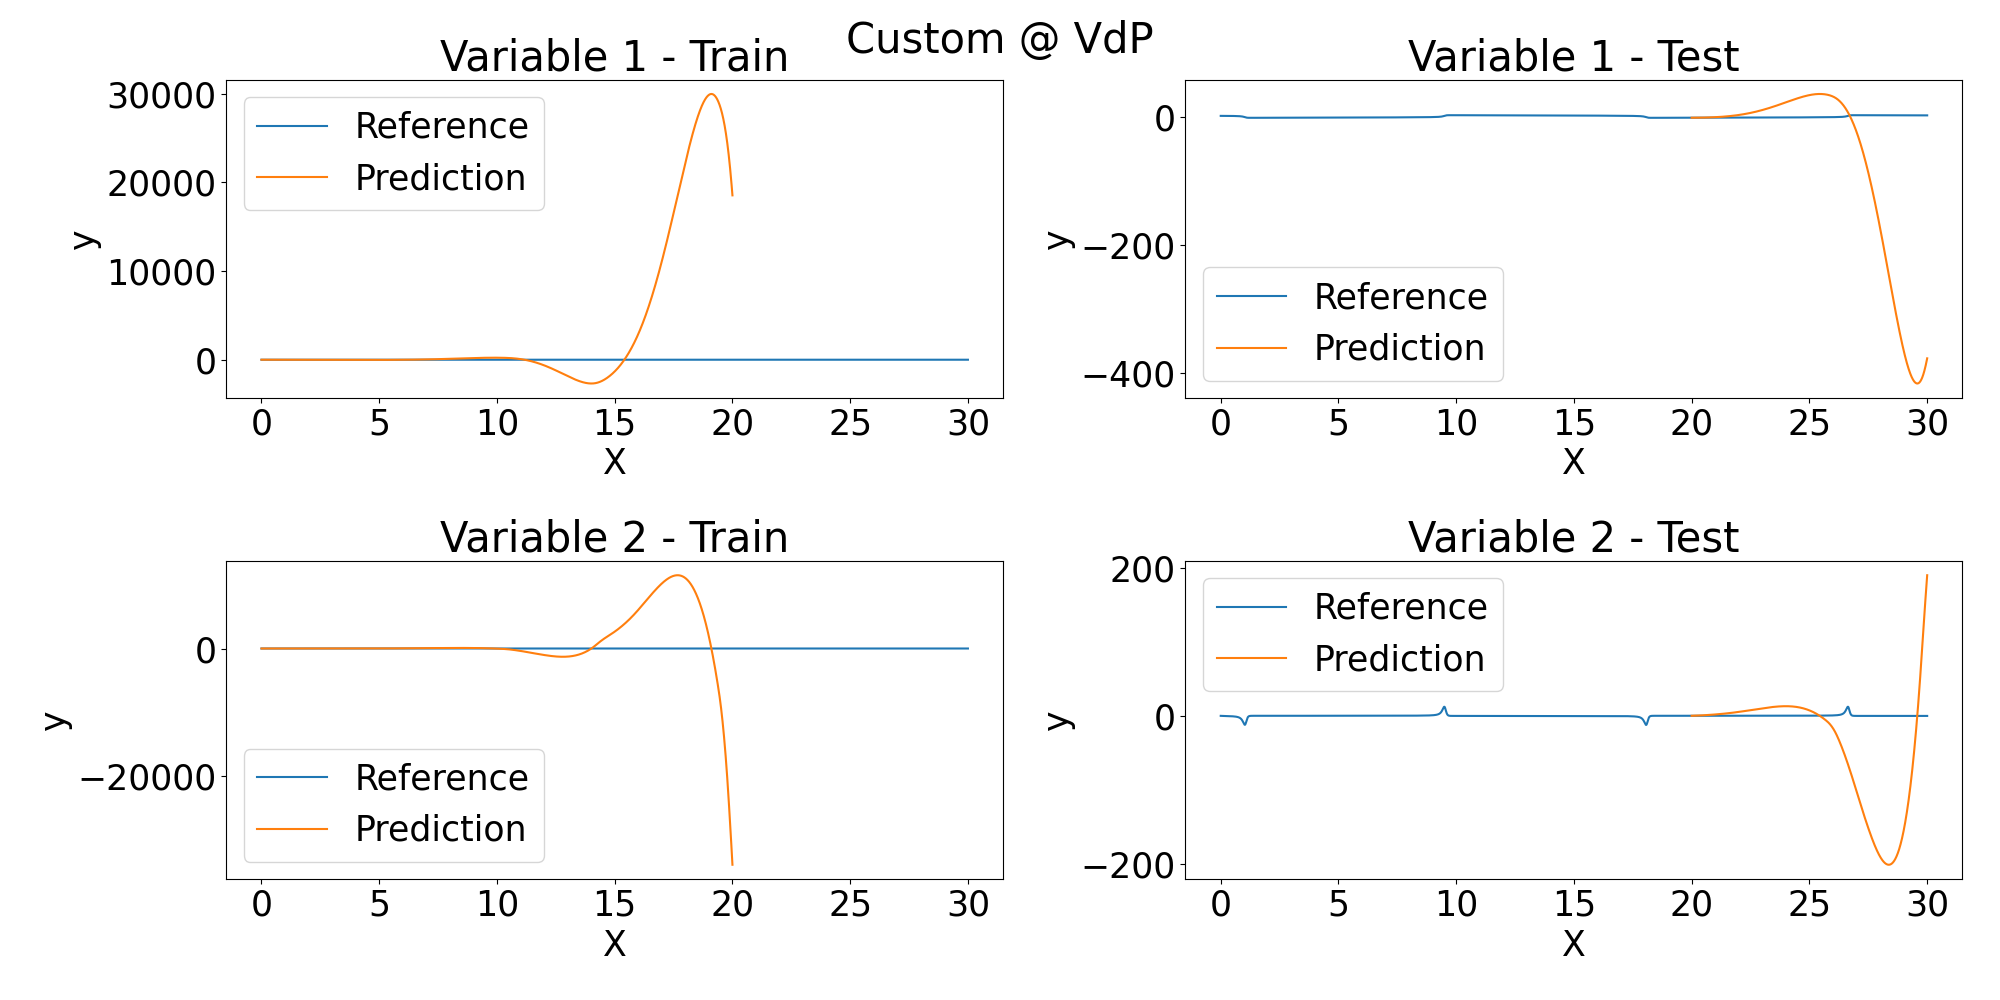 Custom @ VdP
Variable 1 - Train
30000
20000
10000
0
y
Reference
Prediction
0 5 10 15 20 25 30
X
Variable 1 - Test
0
−200
−400
y
Reference
Prediction
0 5 10 15 20 25 30
X
Variable 2 - Train
0
−20000
y
Reference
Prediction
0 5 10 15 20 25 30
X
Variable 2 - Test
200
0
−200
y
Reference
Prediction
0 5 10 15 20 25 30
X